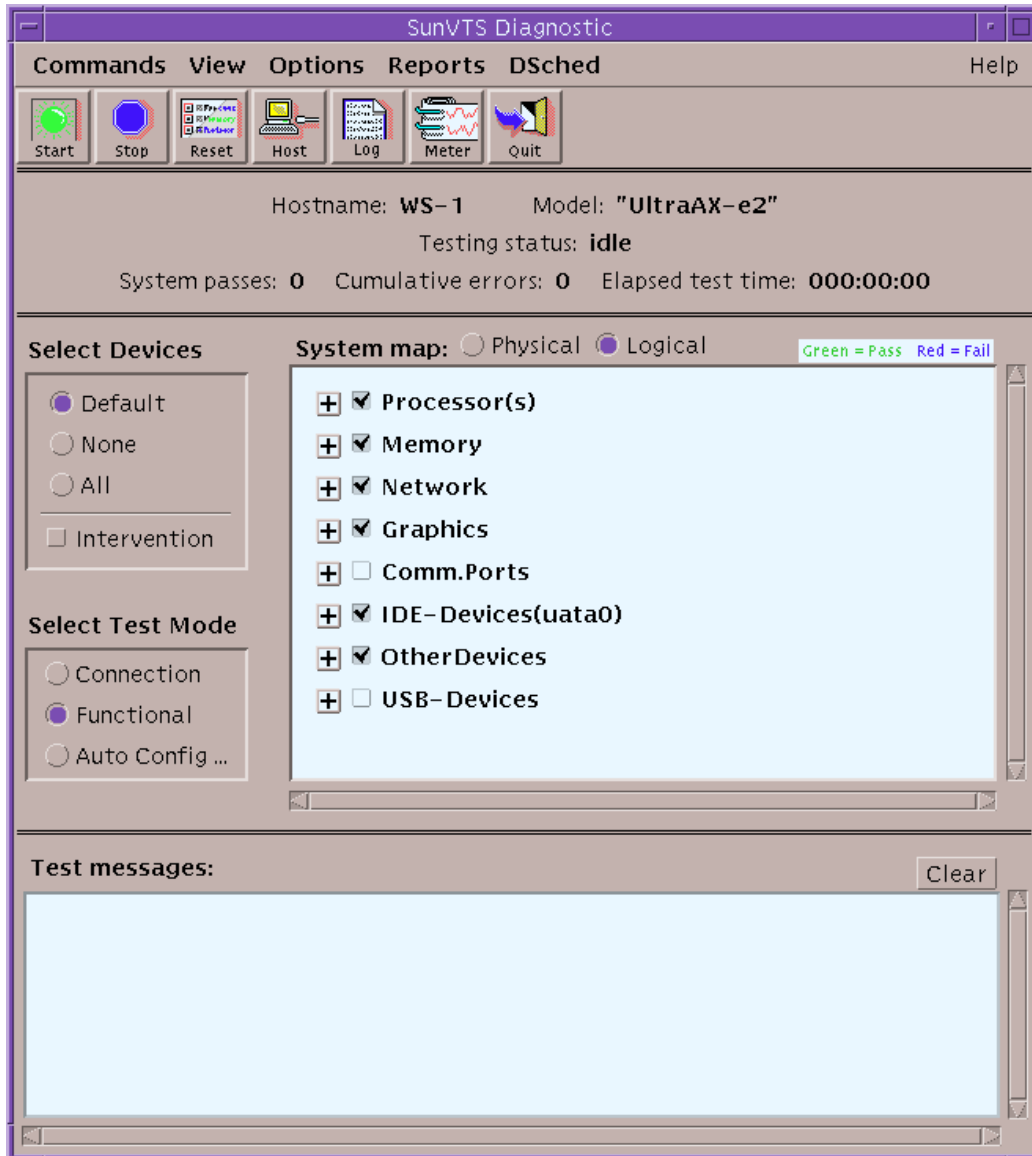 SunVTS Diagnostic
Commands View Options Reports DSched Help
Start Stop Reset Host Log Meter Quit
Hostname: WS-1 Model: "UltraAX-e2"
Testing status: idle
System passes: 0 Cumulative errors: 0 Elapsed test time: 000:00:00
Select Devices
Default
None
All
Intervention
Select Test Mode
Connection
Functional
Auto Config ...
System map: Physical Logical Green = Pass Red = Fail
Processor(s)
Memory
Network
Graphics
Comm.Ports
IDE-Devices(uata0)
OtherDevices
USB-Devices
Test messages:
Clear